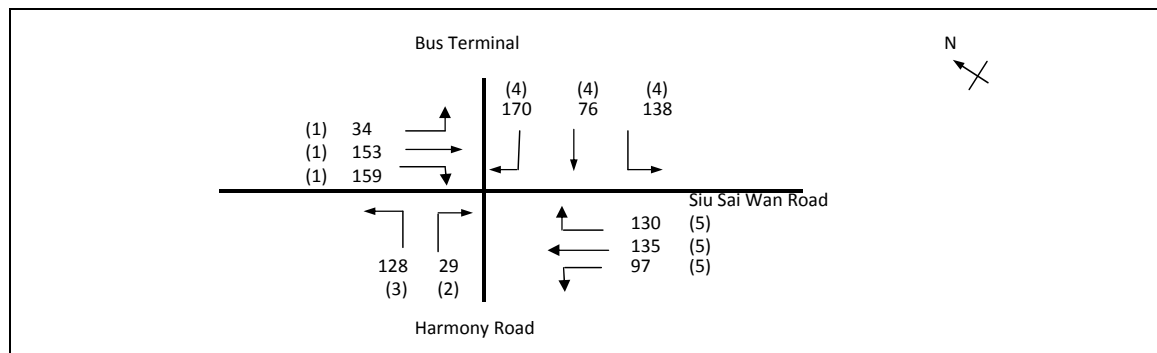 Bus Terminal
N
(4) (4) (4)
170 76 138
(1) 34
(1) 153
(1) 159
Siu Sai Wan Road
130 (5)
135 (5)
97 (5)
128 29
(3) (2)
Harmony Road